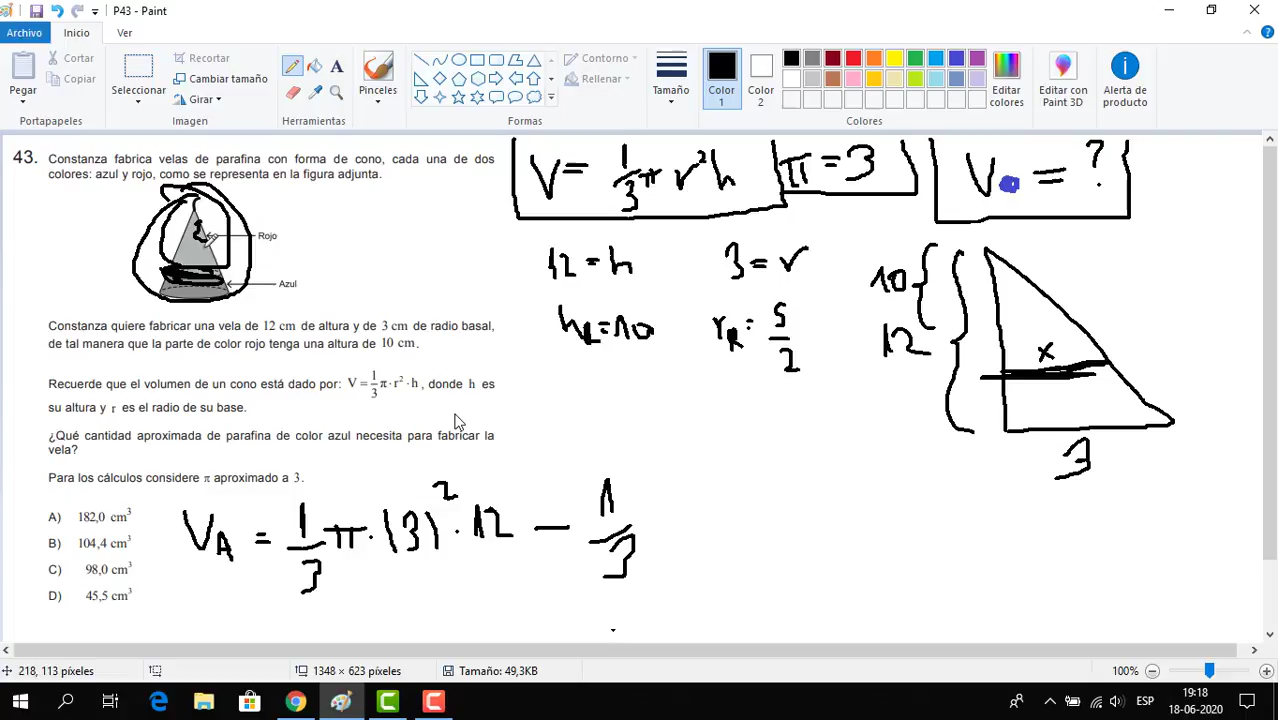 P43 - Paint
Archivo Inicio Ver
Pegar
Cortar
Copiar
Portapapeles
Seleccionar
Recortar
Cambiar tamaño
Girar
Imagen
A
Herramientas
Pinceles
Contorno
Rellenar
Formas
Tamaño
Color 1
Color 2
Editar colores
Colores
Editar con Paint 3D
Alerta de producto
43. Constanza fabrica velas de parafina con forma de cono, cada una de dos
colores: azul y rojo, como se representa en la figura adjunta.
Rojo
Azul
V = 1/3 π r² h
π = 3
V = ?
12 = h
3 = r
h_R = 10
r_R = 5/2
10
12
x
3
Constanza quiere fabricar una vela de 12 cm de altura y de 3 cm de radio basal,
de tal manera que la parte de color rojo tenga una altura de 10 cm.
Recuerde que el volumen de un cono está dado por: V = 1/3 π · r² · h, donde h es
su altura y r es el radio de su base.
¿Qué cantidad aproximada de parafina de color azul necesita para fabricar la
vela?
Para los cálculos considere π aproximado a 3.
A) 182,0 cm³
B) 104,4 cm³
C) 98,0 cm³
D) 45,5 cm³
V_A = 1/3 π · (3)² · 12 − 1/3
218, 113 píxeles
1348 × 623 píxeles
Tamaño: 49,3KB
100%
ESP
19:18
18-06-2020